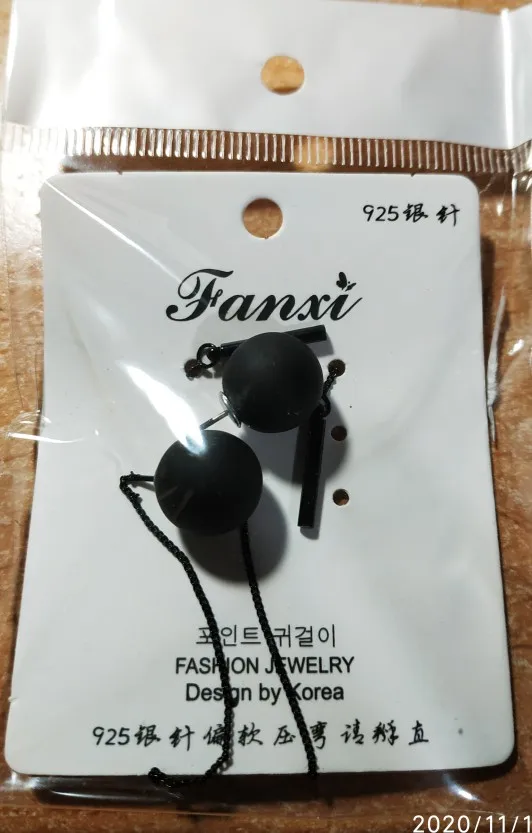 925银针
Fanxi
포인트 귀걸이
FASHION JEWELRY
Design by Korea
925银针偏软压弯请掰直
2020/11/1